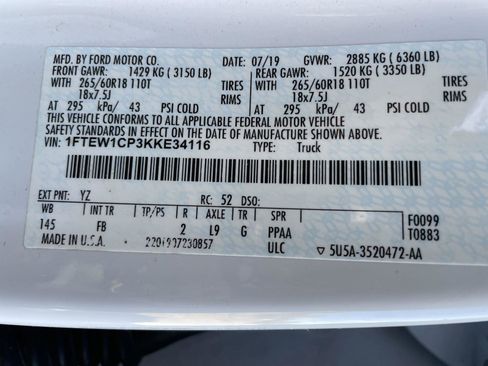 MFD. BY FORD MOTOR CO. DATE: 07/19 GVWR: 2885 KG ( 6360 LB)
FRONT GAWR: 1429 KG ( 3150 LB) REAR GAWR: 1520 KG ( 3350 LB)
265/60R18 110T TIRES 265/60R18 110T TIRES
18x7.5J RIMS 18x7.5J RIMS
AT 295 kPa/ 43 PSI COLD AT 295 kPa/ 43 PSI COLD
THIS VEHICLE CONFORMS TO ALL APPLICABLE FEDERAL MOTOR VEHICLE
SAFETY AND THEFT PREVENTION STANDARDS IN EFFECT ON THE DATE OF MANUFACTURE SHOWN ABOVE.
VIN: 1FTEW1CP3KKE34116 TYPE: Truck
EXT PNT: YZ RC: 52 DSO:
WB INT TR TP/PS R AXLE TR SPR F0099
145 FB 2 L9 G PPAA T0883
MADE IN U.S.A. 2201907230857 ULC ▽ 5U5A-3520472-AA